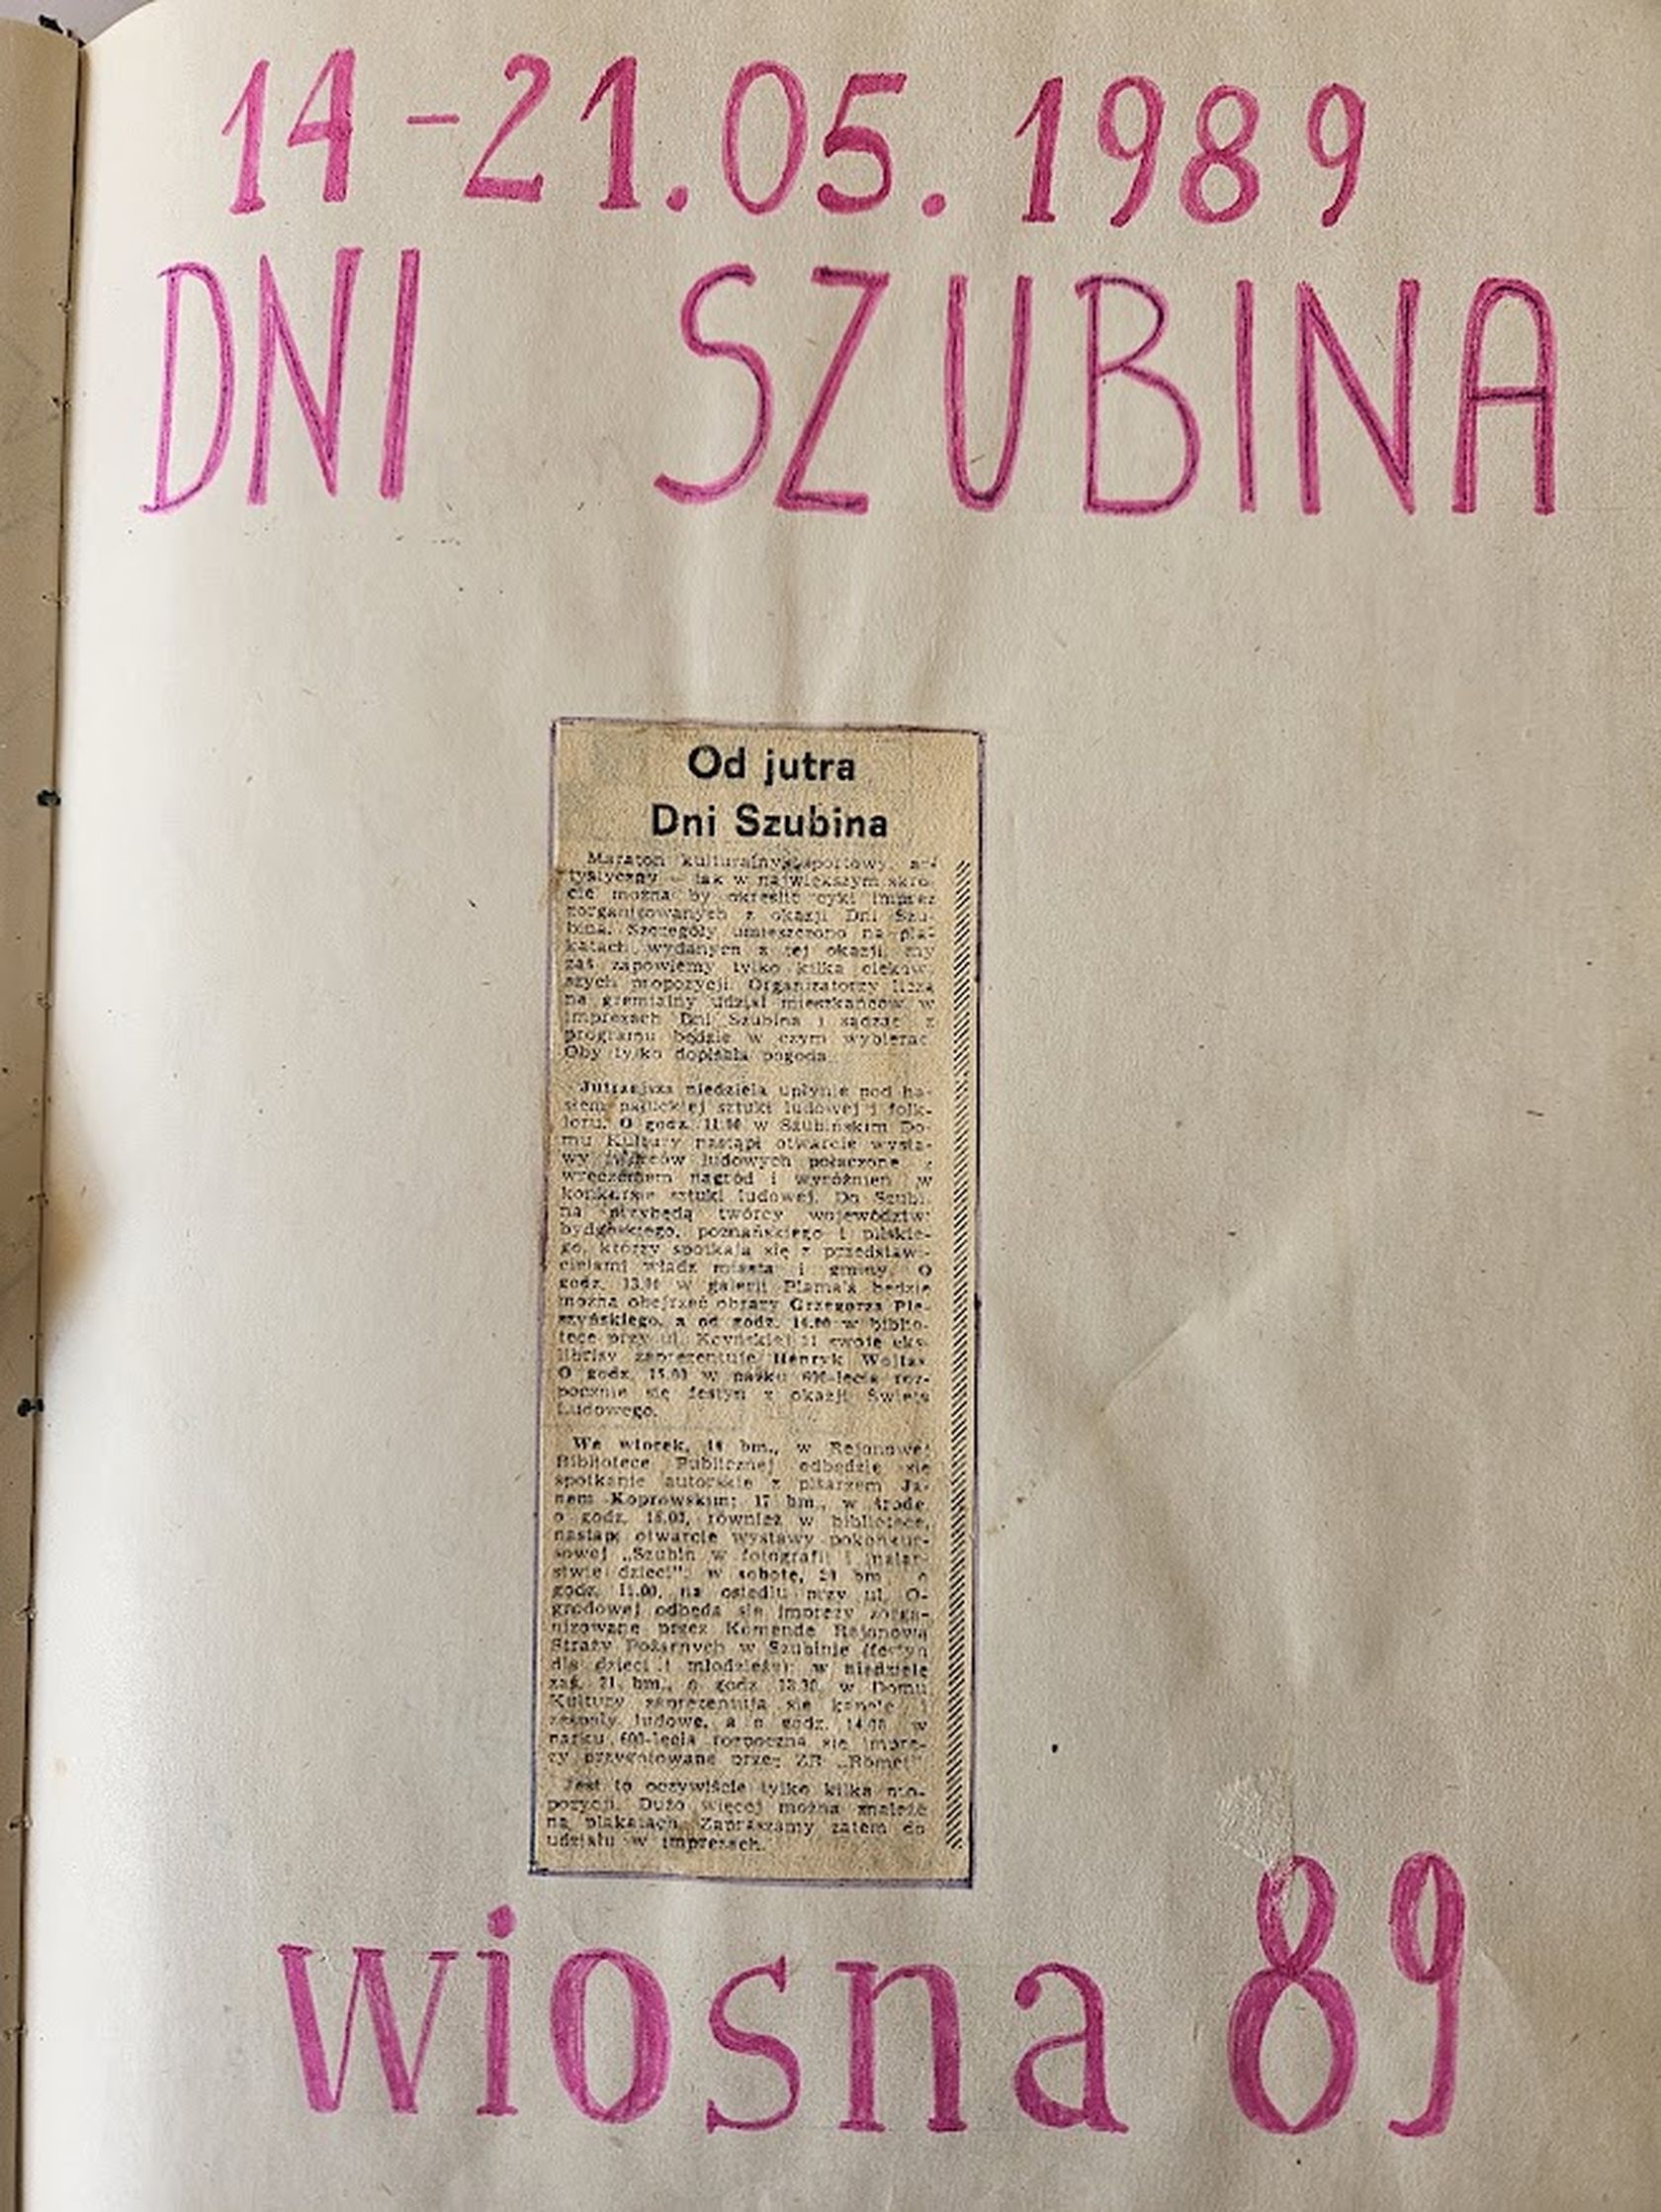 14-21.05.1989
DNI SZUBINA
Od jutra
Dni Szubina
Maraton kulturalny, sportowy, ar-
tystyczny — tak w największym skró-
cie można by określić cykl imprez
zorganizowanych z okazji Dni Szu-
bina. Szczegóły umieszczono na pla-
katach wydanych z tej okazji, my
zaś zapowiemy tylko kilka ciekaw-
szych propozycji. Organizatorzy liczą
na gremialny udział mieszkańców w
imprezach Dni Szubina i sądząc z
programu będzie w czym wybierać.
Oby tylko dopisała pogoda.
Jutrzejsza niedziela upłynie pod ha-
słem pałuckiej sztuki ludowej i folk-
loru. O godz. 11.00 w Szubińskim Do-
mu Kultury nastąpi otwarcie wysta-
wy twórców ludowych połączone z
wręczeniem nagród i wyróżnień w
konkursie sztuki ludowej. Do Szubi-
na przybędą twórcy województw:
bydgoskiego, poznańskiego i pilskie-
go, którzy spotkają się z przedstawi-
cielami władz miasta i gminy. O
godz. 13.00 w galerii Plama's będzie
można obejrzeć obrazy Grzegorza Ple-
szyńskiego, a od godz. 14.00 w biblio-
tece przy ul. Kcyńskiej 11 swoje eks-
librisy zaprezentuje Henryk
O godz. 15.00 w parku 600-lecia roz-
pocznie się festyn z okazji Święta
Ludowego.
We wtorek, bm., w Rejonowej
Bibliotece Publicznej odbędzie się
spotkanie autorskie z pisarzem Ja-
nem Koprowskim; 17 bm., w środę,
o godz. 16.00, również w bibliotece,
nastąpi otwarcie wystawy pokonkur-
sowej „Szubin w fotografii i malar-
stwie dzieci"; w sobotę, 20 bm. o
godz. 11.00, na osiedlu przy ul. O-
grodowej odbędą się imprezy zorga-
nizowane przez Komendę Rejonową
Straży Pożarnych w Szubinie (festyn
dla dzieci i młodzieży); w niedzielę
zaś, 21 bm., o godz. 12.30, w Domu
Kultury zaprezentują się kapele i
zespoły ludowe, a o godz. 14.00 w
parku 600-lecia rozpoczną się impre-
zy przygotowane przez ZR „Romet"
Jest to oczywiście tylko kilka pro-
pozycji. Dużo więcej można znaleźć
na plakatach. Zapraszamy zatem do
udziału w imprezach.
wiosna 89